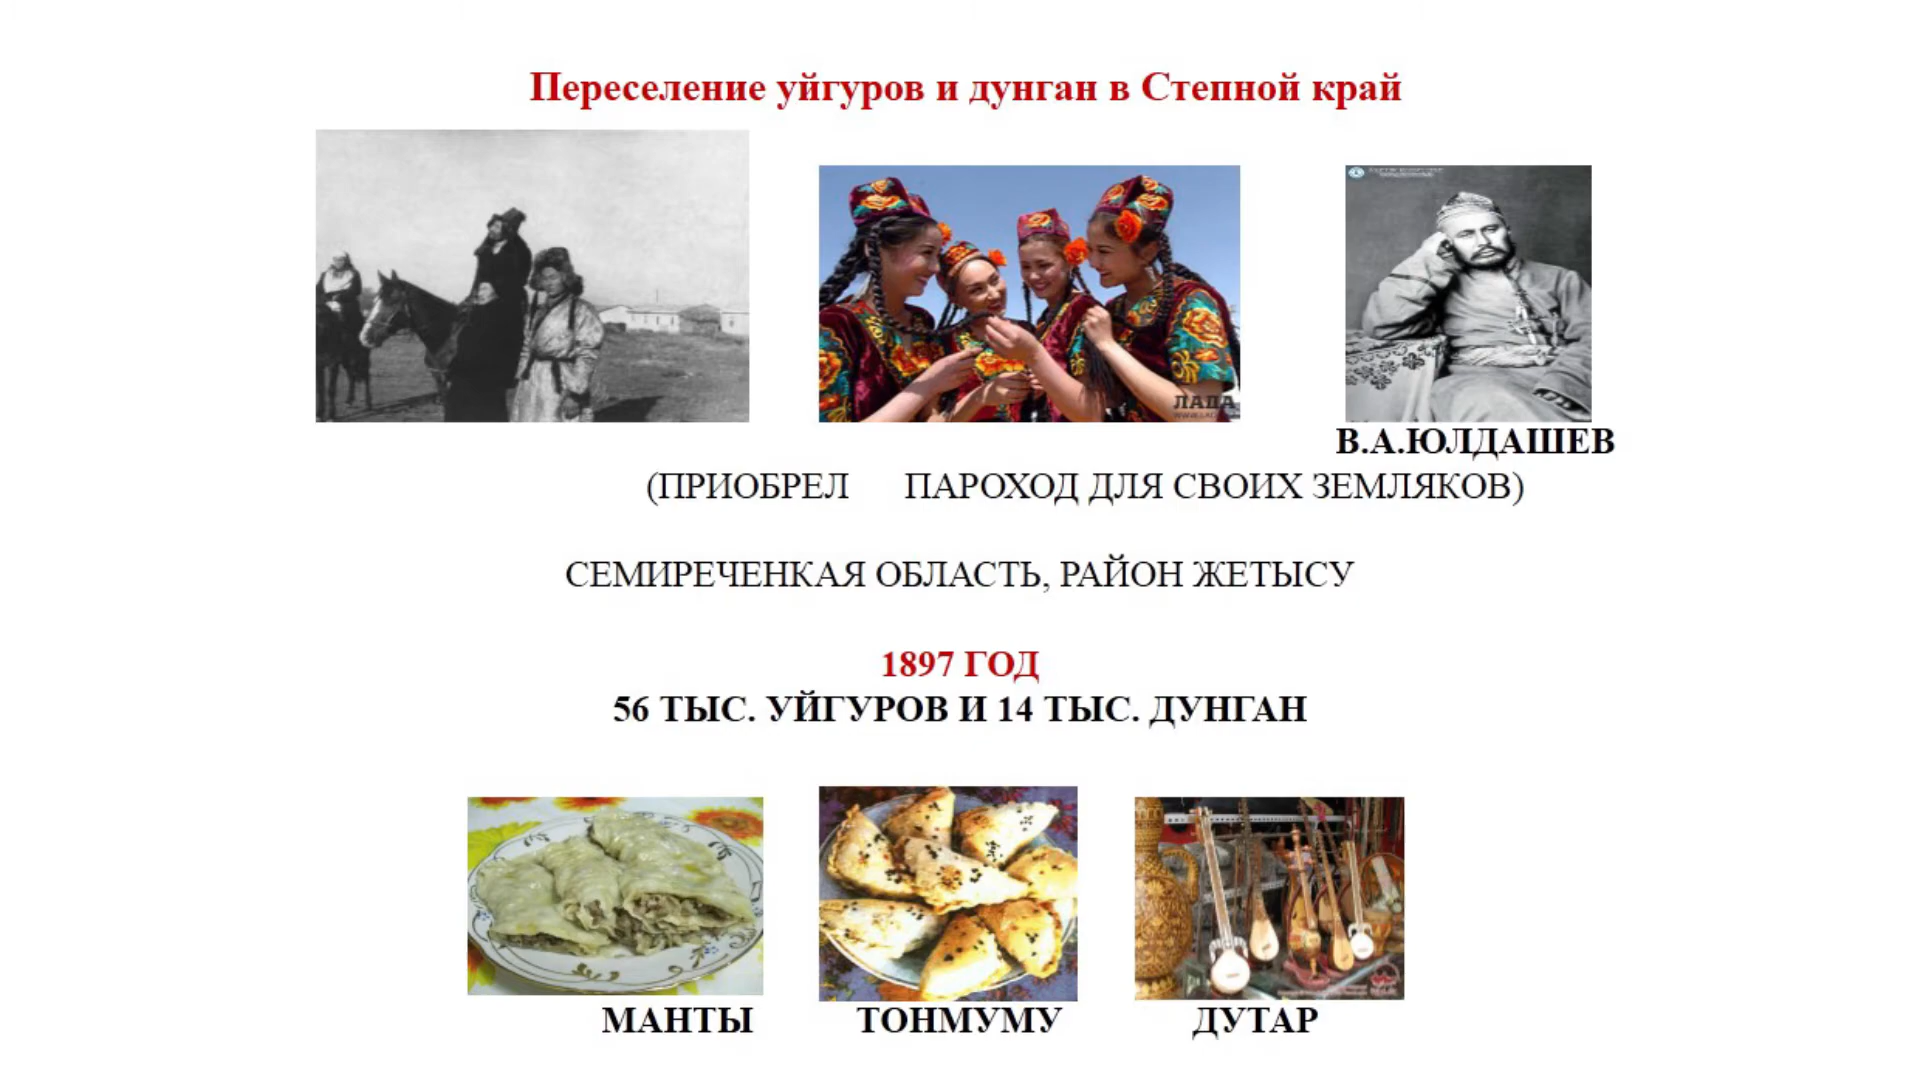 Переселение уйгуров и дунган в Степной край
ЛАДА
В.А.ЮЛДАШЕВ
(ПРИОБРЕЛ ПАРОХОД ДЛЯ СВОИХ ЗЕМЛЯКОВ)
СЕМИРЕЧЕНКАЯ ОБЛАСТЬ, РАЙОН ЖЕТЫСУ
1897 ГОД
56 ТЫС. УЙГУРОВ И 14 ТЫС. ДУНГАН
МАНТЫ ТОНМУМУ ДУТАР